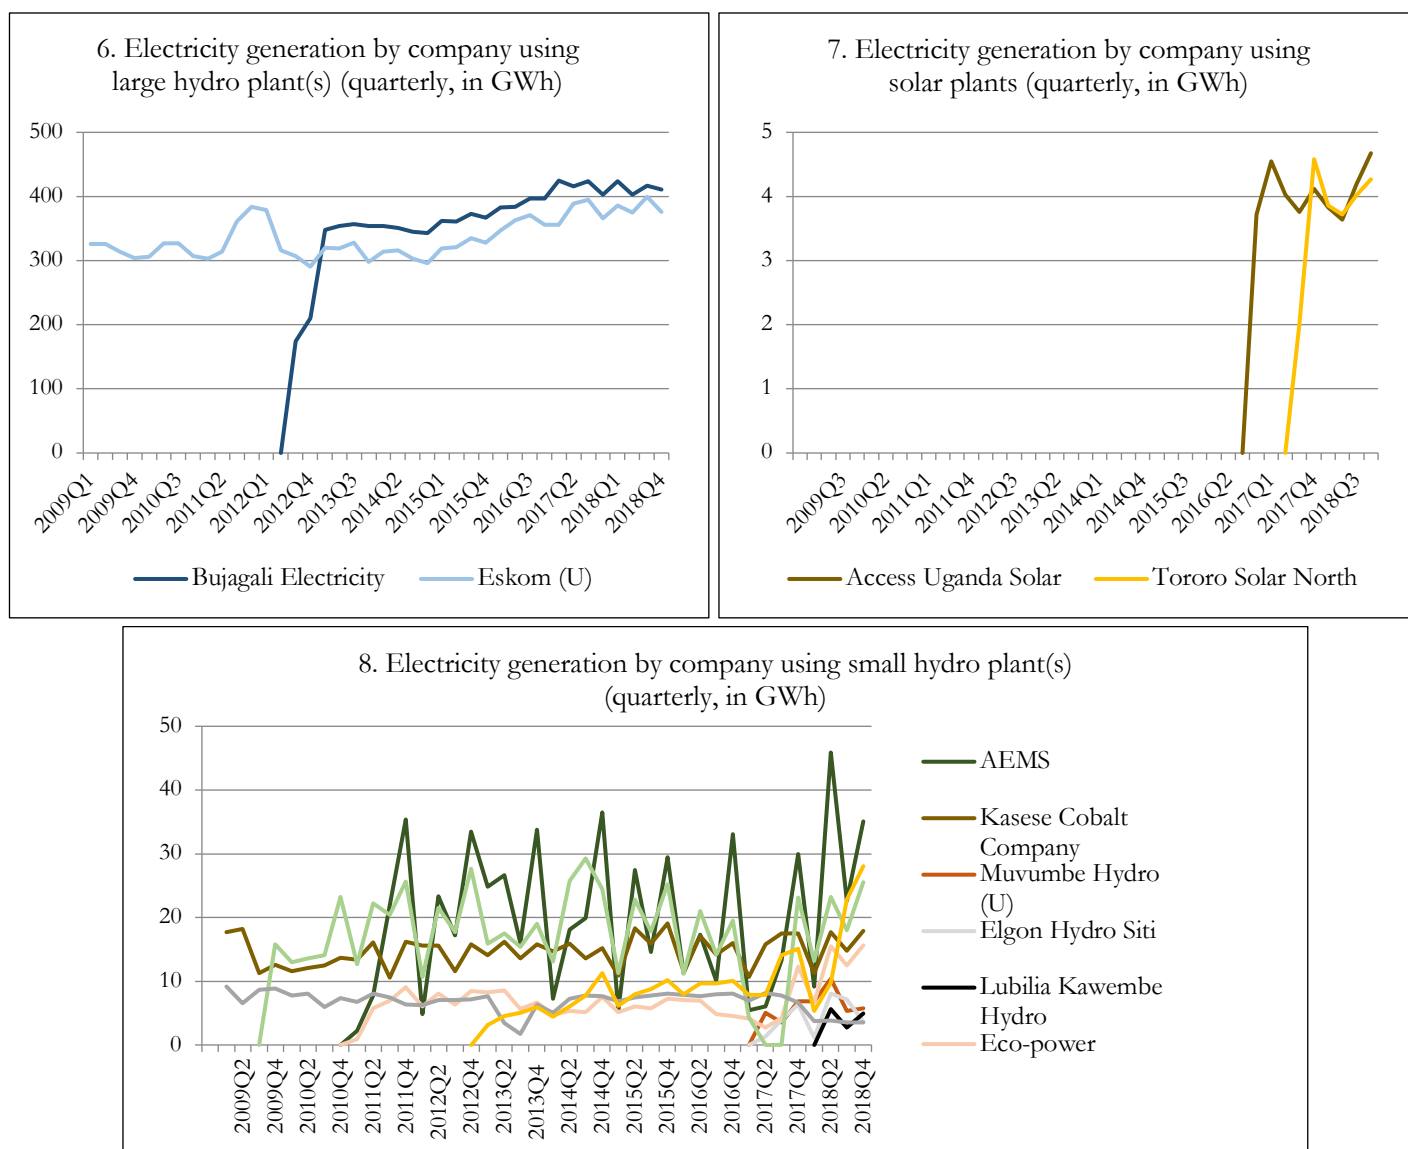 6. Electricity generation by company using
large hydro plant(s) (quarterly, in GWh)
500
400
300
200
100
0
2009Q1
2009Q4
2010Q3
2011Q2
2012Q1
2012Q4
2013Q3
2014Q2
2015Q1
2015Q4
2016Q3
2017Q2
2018Q1
2018Q4
Bujagali Electricity
Eskom (U)
7. Electricity generation by company using
solar plants (quarterly, in GWh)
5
4
3
2
1
0
2009Q3
2010Q2
2011Q1
2011Q4
2012Q3
2013Q2
2014Q1
2014Q4
2015Q3
2016Q2
2017Q1
2017Q4
2018Q3
Access Uganda Solar
Tororo Solar North
8. Electricity generation by company using small hydro plant(s)
(quarterly, in GWh)
50
40
30
20
10
0
2009Q2
2009Q4
2010Q2
2010Q4
2011Q2
2011Q4
2012Q2
2012Q4
2013Q2
2013Q4
2014Q2
2014Q4
2015Q2
2015Q4
2016Q2
2016Q4
2017Q2
2017Q4
2018Q2
2018Q4
AEMS
Kasese Cobalt
Company
Muvumbe Hydro
(U)
Elgon Hydro Siti
Lubilia Kawembe
Hydro
Eco-power